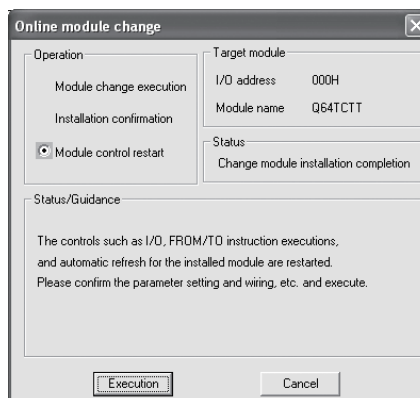 Online module change
Operation
Module change execution
Installation confirmation
Module control restart
Target module
I/O address 000H
Module name Q64TCTT
Status
Change module installation completion
Status/Guidance
The controls such as I/O, FROM/TO instruction executions,
and automatic refresh for the installed module are restarted.
Please confirm the parameter setting and wiring, etc. and execute.
Execution Cancel